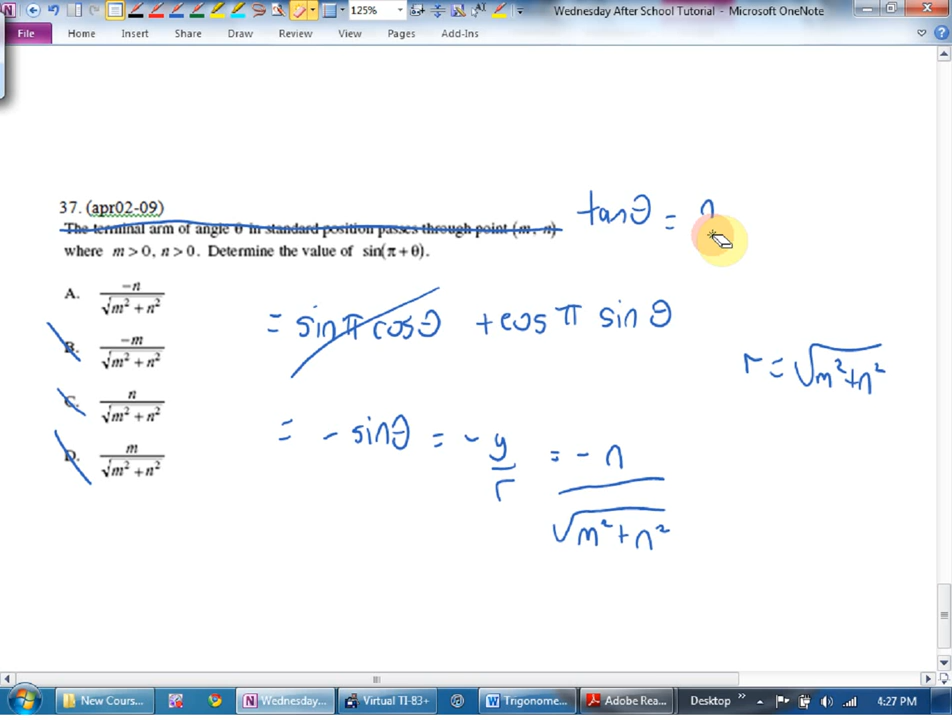 125%
Wednesday After School Tutorial - Microsoft OneNote
File Home Insert Share Draw Review View Pages Add-Ins
37. (apr02-09)
The terminal arm of angle θ in standard position passes through point (m, n)
where m > 0, n > 0. Determine the value of sin(π + θ).
tanθ = n
A. -n / √(m² + n²)
B. -m / √(m² + n²)
C. n / √(m² + n²)
D. m / √(m² + n²)
= sinπ cosθ + cos π sin θ
r = √(m²+n²)
= - sinθ = - y/r = - n / √(m²+n²)
New Cour... Wednesday... Virtual TI-83+ Trigonome... Adobe Rea... Desktop » 4:27 PM